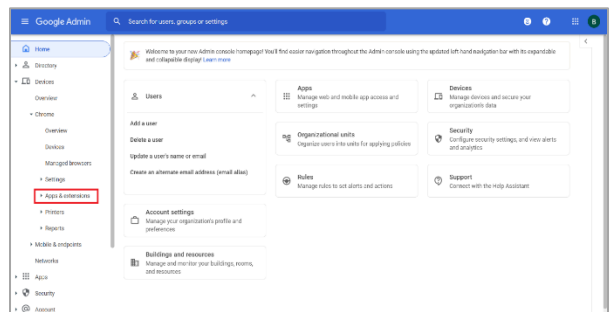 Google Admin
Search for users, groups or settings
B
Home
Directory
Devices
Overview
Chrome
Overview
Devices
Managed browsers
Settings
Apps & extensions
Printers
Reports
Mobile & endpoints
Networks
Apps
Security
Account
Welcome to your new Admin console homepage! You'll find easier navigation throughout the Admin console using the updated left-hand navigation bar with its expandable
and collapsible display! Learn more
Users
Add a user
Delete a user
Update a user's name or email
Create an alternate email address (email alias)
Apps
Manage web and mobile app access and
settings
Devices
Manage devices and secure your
organization's data
Organizational units
Organize users into units for applying policies
Security
Configure security settings, and view alerts
and analytics
Rules
Manage rules to set alerts and actions
Support
Connect with the Help Assistant
Account settings
Manage your organization's profile and
preferences
Buildings and resources
Manage and monitor your buildings, rooms,
and resources